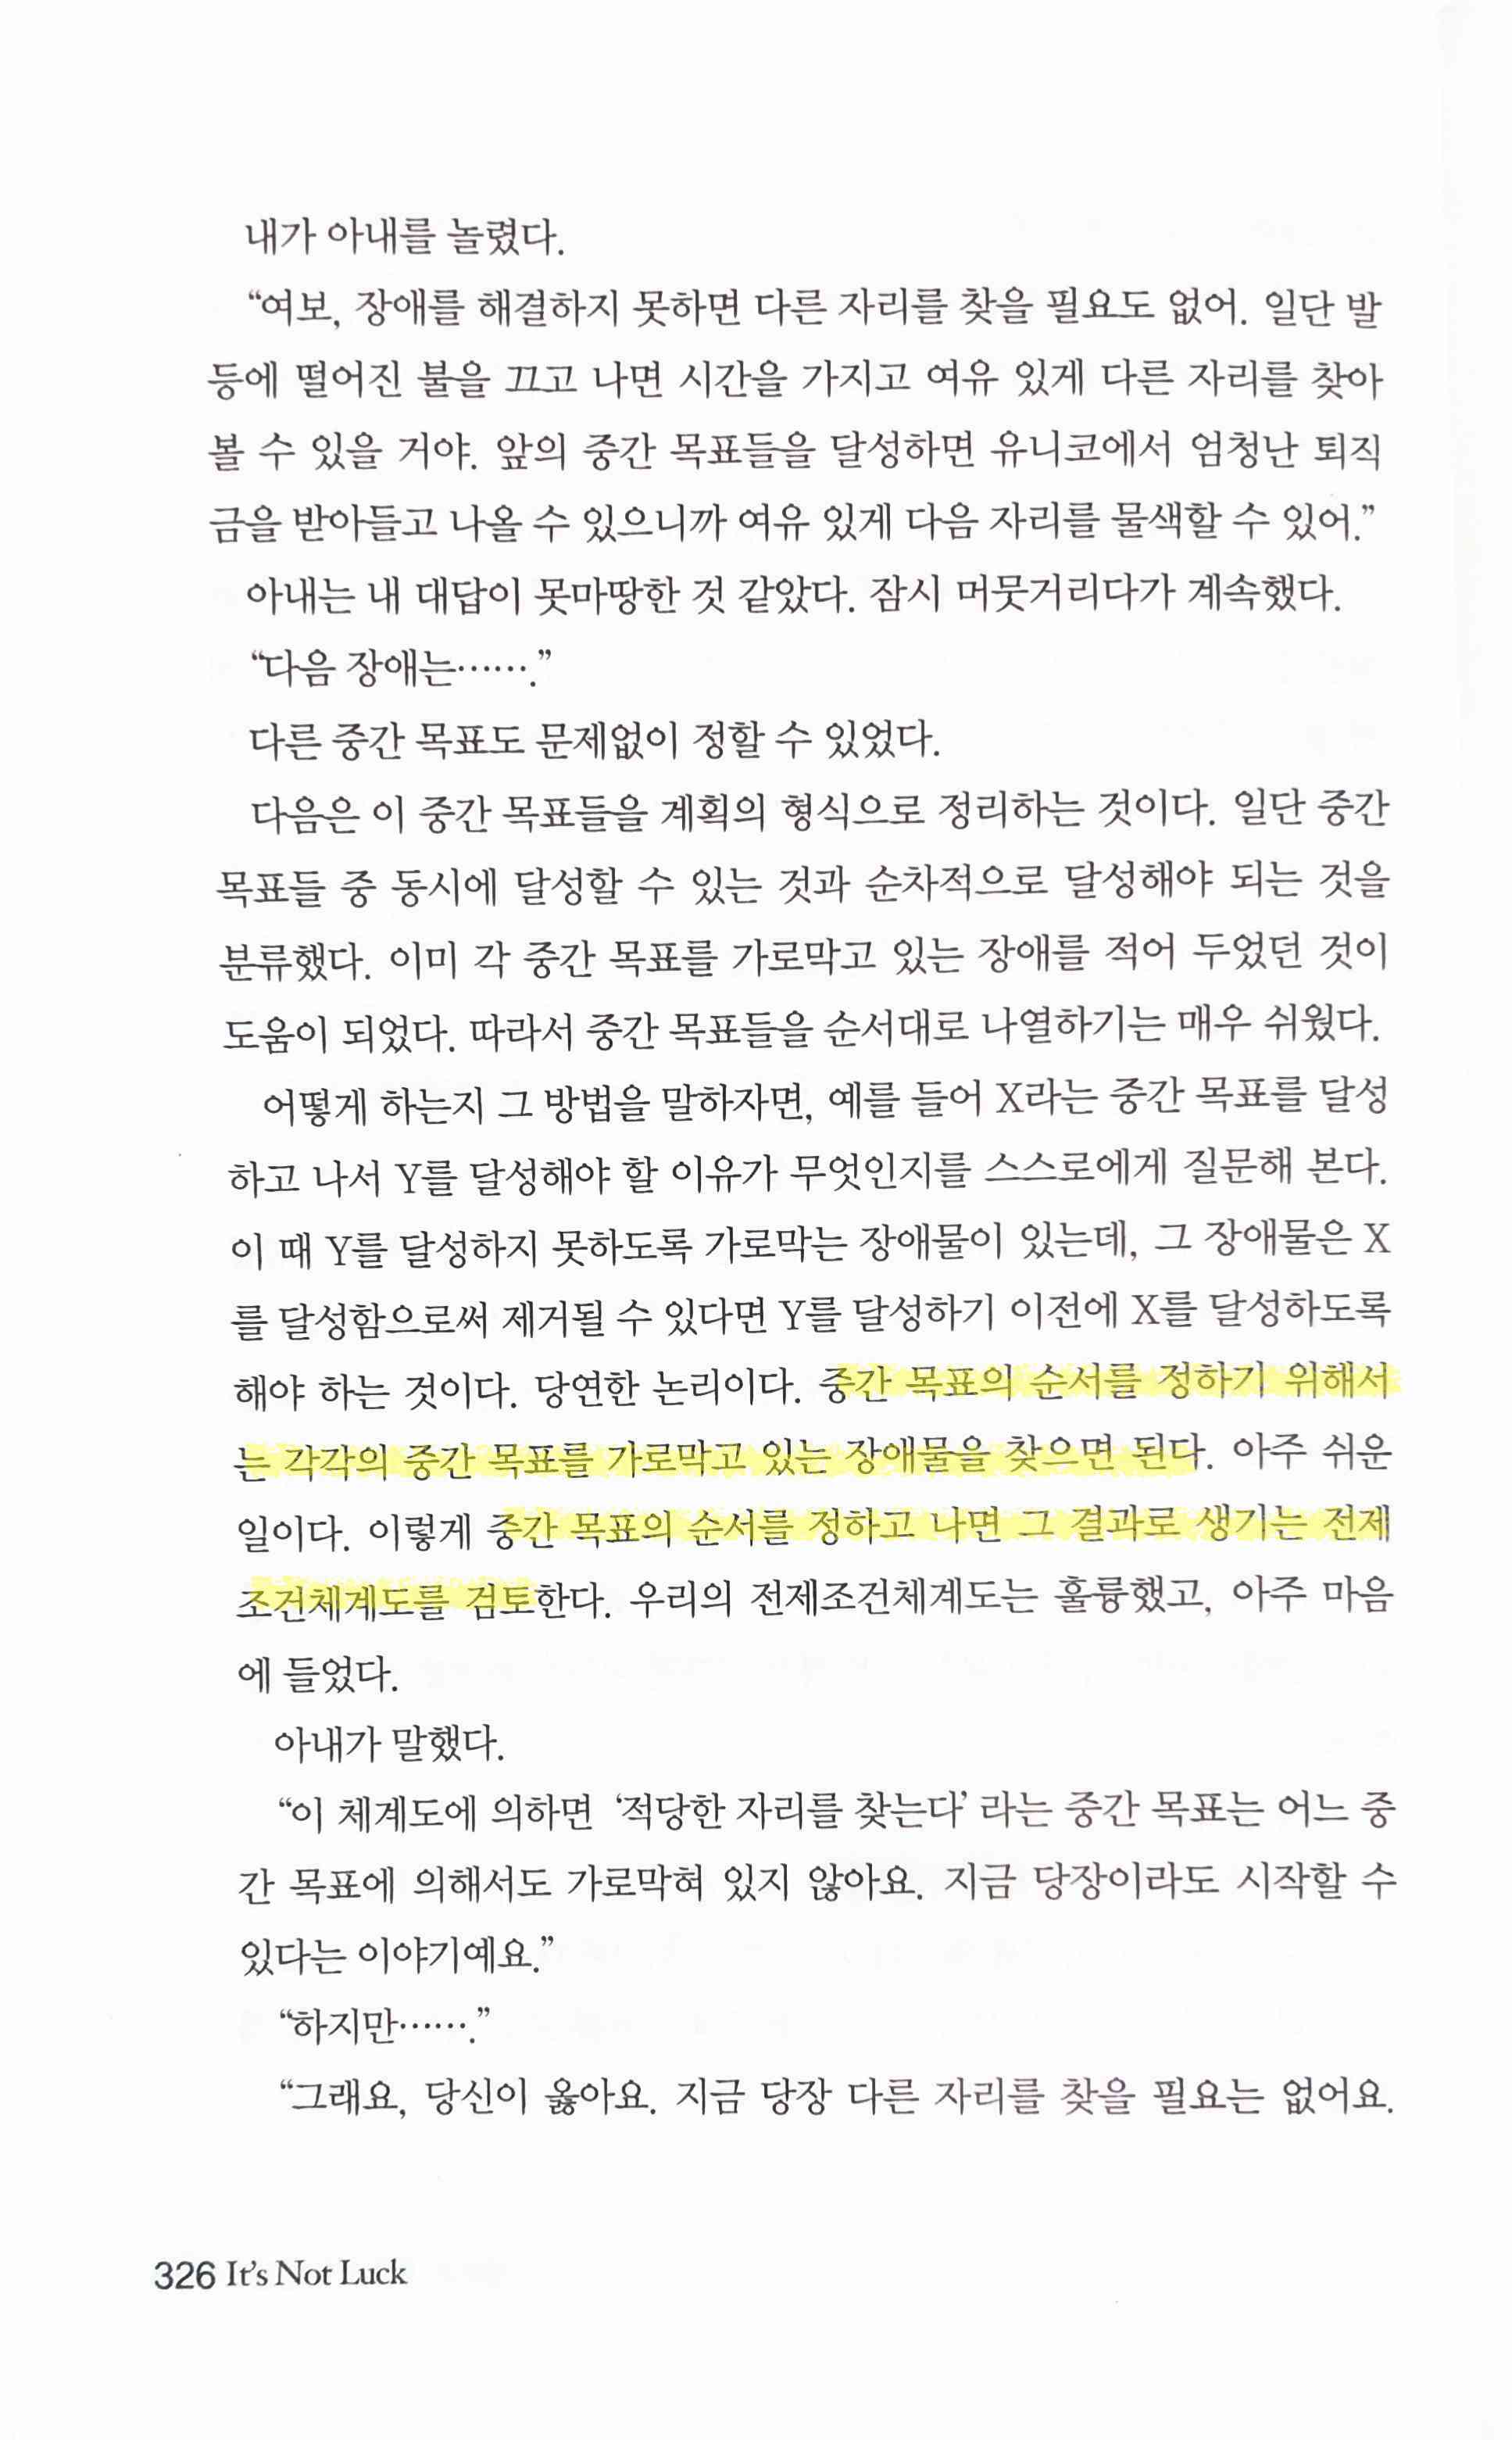 내가 아내를 놀렸다.
“여보, 장애를 해결하지 못하면 다른 자리를 찾을 필요도 없어. 일단 발
등에 떨어진 불을 끄고 나면 시간을 가지고 여유 있게 다른 자리를 찾아
볼 수 있을 거야. 앞의 중간 목표들을 달성하면 유니코에서 엄청난 퇴직
금을 받아들고 나올 수 있으니까 여유 있게 다음 자리를 물색할 수 있어.”
아내는 내 대답이 못마땅한 것 같았다. 잠시 머뭇거리다가 계속했다.
“다음 장애는…….”
다른 중간 목표도 문제없이 정할 수 있었다.
다음은 이 중간 목표들을 계획의 형식으로 정리하는 것이다. 일단 중간
목표들 중 동시에 달성할 수 있는 것과 순차적으로 달성해야 되는 것을
분류했다. 이미 각 중간 목표를 가로막고 있는 장애를 적어 두었던 것이
도움이 되었다. 따라서 중간 목표들을 순서대로 나열하기는 매우 쉬웠다.
어떻게 하는지 그 방법을 말하자면, 예를 들어 X라는 중간 목표를 달성
하고 나서 Y를 달성해야 할 이유가 무엇인지를 스스로에게 질문해 본다.
이 때 Y를 달성하지 못하도록 가로막는 장애물이 있는데, 그 장애물은 X
를 달성함으로써 제거될 수 있다면 Y를 달성하기 이전에 X를 달성하도록
해야 하는 것이다. 당연한 논리이다. 중간 목표의 순서를 정하기 위해서
는 각각의 중간 목표를 가로막고 있는 장애물을 찾으면 된다. 아주 쉬운
일이다. 이렇게 중간 목표의 순서를 정하고 나면 그 결과로 생기는 전제
조건체계도를 검토한다. 우리의 전제조건체계도는 훌륭했고, 아주 마음
에 들었다.
아내가 말했다.
“이 체계도에 의하면 ‘적당한 자리를 찾는다’ 라는 중간 목표는 어느 중
간 목표에 의해서도 가로막혀 있지 않아요. 지금 당장이라도 시작할 수
있다는 이야기예요.”
“하지만…….”
“그래요, 당신이 옳아요. 지금 당장 다른 자리를 찾을 필요는 없어요.
326 It’s Not Luck